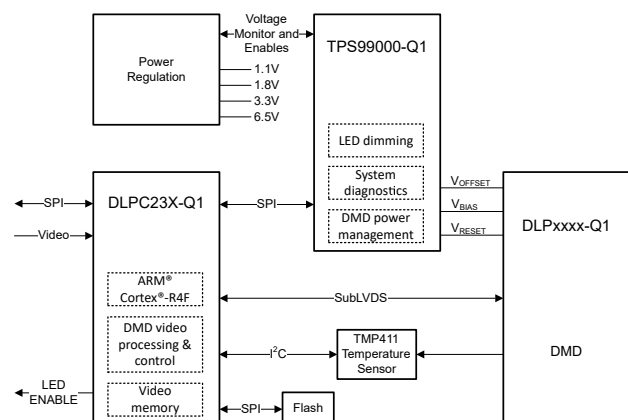 Voltage
Monitor and
Enables
TPS99000-Q1
Power
Regulation
1.1V
1.8V
3.3V
6.5V
LED dimming
System
diagnostics
DMD power
management
VOFFSET
VBIAS
VRESET
DLPC23X-Q1
DLPxxxx-Q1
SPI
SPI
Video
ARM®
Cortex®-R4F
SubLVDS
DMD video
processing &
control
I²C
TMP411
Temperature
Sensor
DMD
LED
ENABLE
Video
memory
SPI
Flash